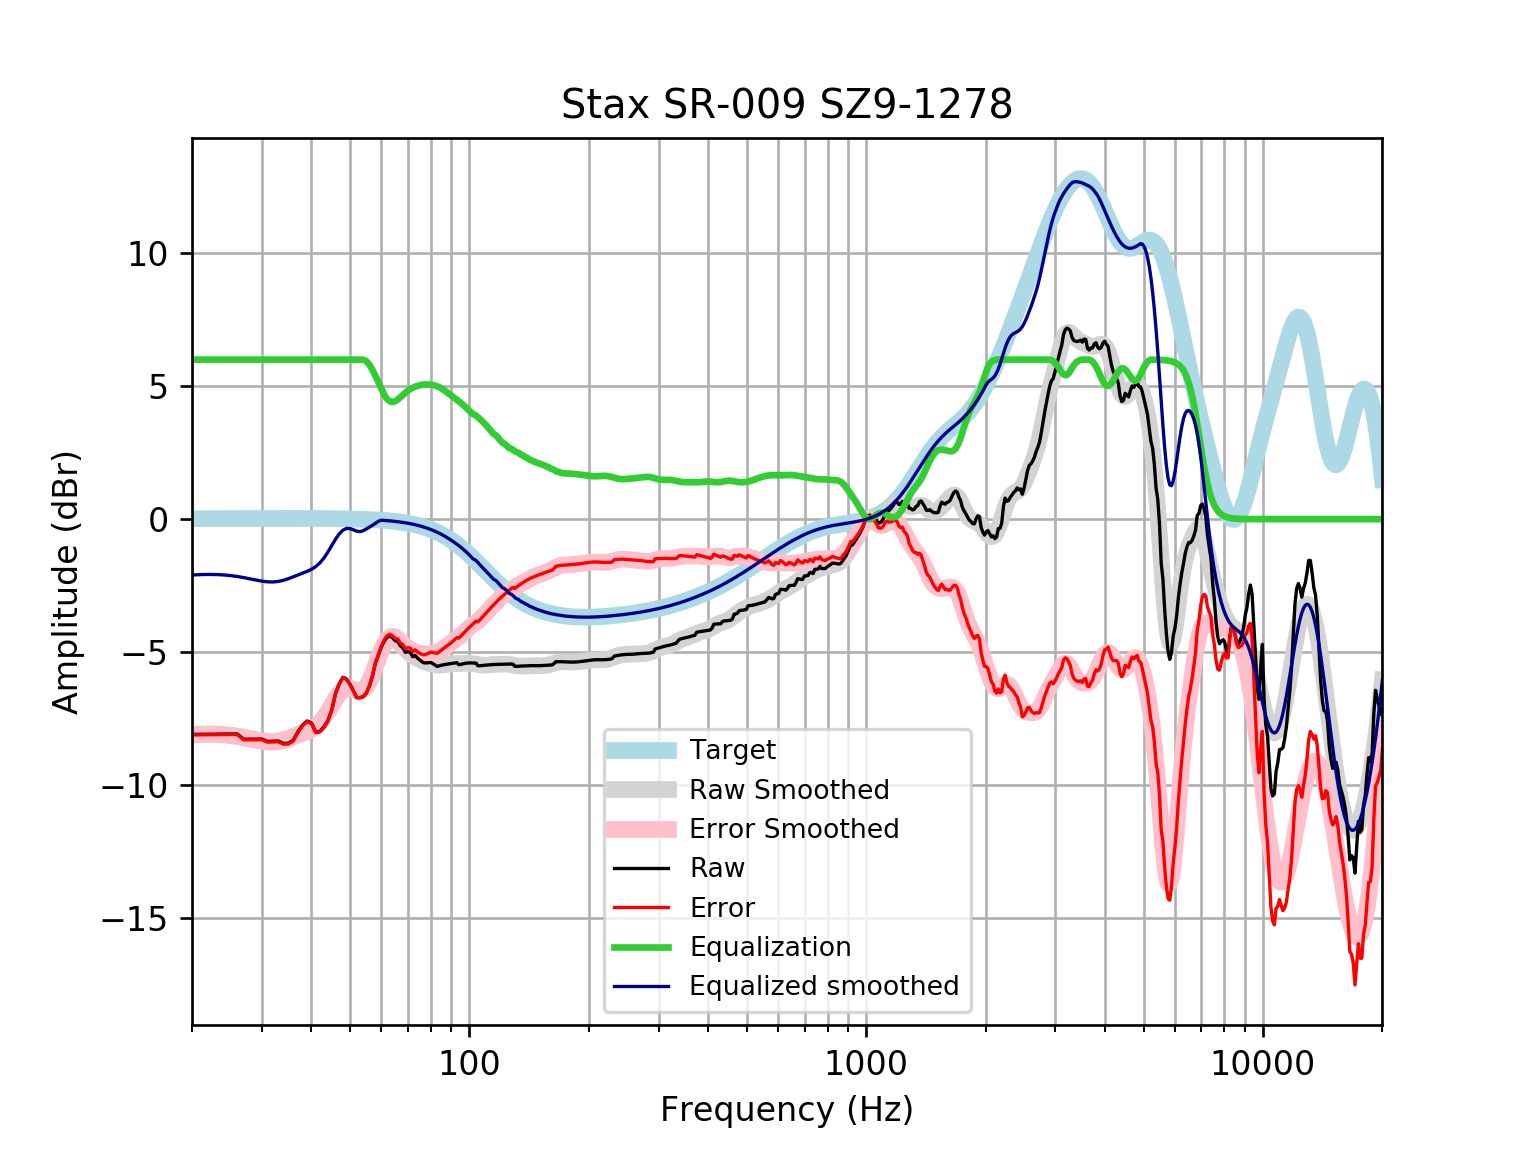 Stax SR-009 SZ9-1278
Amplitude (dBr)
10
5
0
−5
−10
−15
Target
Raw Smoothed
Error Smoothed
Raw
Error
Equalization
Equalized smoothed
100
1000
10000
Frequency (Hz)